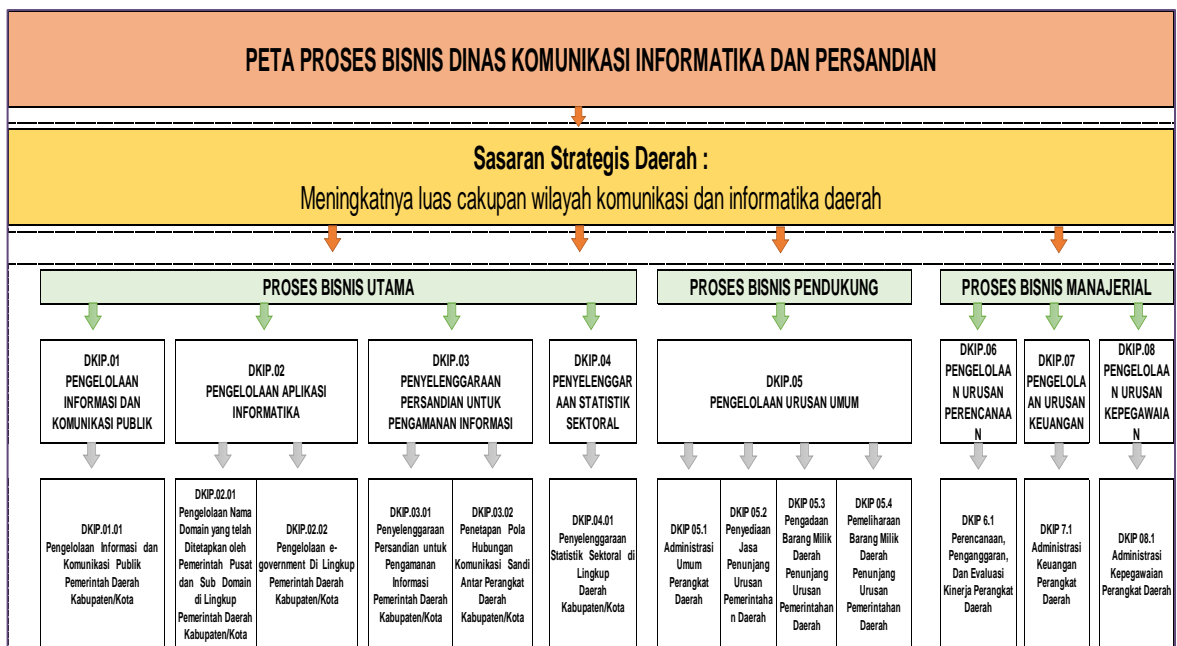 PETA PROSES BISNIS DINAS KOMUNIKASI INFORMATIKA DAN PERSANDIAN
Sasaran Strategis Daerah :
Meningkatnya luas cakupan wilayah komunikasi dan informatika daerah
PROSES BISNIS UTAMA
PROSES BISNIS PENDUKUNG
PROSES BISNIS MANAJERIAL
DKIP.01
PENGELOLAAN
INFORMASI DAN
KOMUNIKASI PUBLIK
DKIP.02
PENGELOLAAN APLIKASI
INFORMATIKA
DKIP.03
PENYELENGGARAAN
PERSANDIAN UNTUK
PENGAMANAN INFORMASI
DKIP.04
PENYELENGGAR
AAN STATISTIK
SEKTORAL
DKIP.05
PENGELOLAAN URUSAN UMUM
DKIP.06
PENGELOLAA
N URUSAN
PERENCANAA
N
DKIP.07
PENGELOLA
AN URUSAN
KEUANGAN
DKIP.08
PENGELOLAA
N URUSAN
KEPEGAWAIA
N
DKIP.01.01
Pengelolaan Informasi dan
Komunikasi Publik
Pemerintah Daerah
Kabupaten/Kota
DKIP.02.01
Pengelolaan Nama
Domain yang telah
Ditetapkan oleh
Pemerintah Pusat
dan Sub Domain
di Lingkup
Pemerintah Daerah
Kabupaten/Kota
DKIP.02.02
Pengelolaan e-
government Di Lingkup
Pemerintah Daerah
Kabupaten/Kota
DKIP.03.01
Penyelenggaraan
Persandian untuk
Pengamanan
Informasi
Pemerintah Daerah
Kabupaten/Kota
DKIP.03.02
Penetapan Pola
Hubungan
Komunikasi Sandi
Antar Perangkat
Daerah
Kabupaten/Kota
DKIP.04.01
Penyelenggaraan
Statistik Sektoral di
Lingkup
Daerah
Kabupaten/Kota
DKIP 05.1
Administrasi
Umum
Perangkat
Daerah
DKIP 05.2
Penyediaan
Jasa
Penunjang
Urusan
Pemerintaha
n Daerah
DKIP 05.3
Pengadaan
Barang Milik
Daerah
Penunjang
Urusan
Pemerintahan
Daerah
DKIP 05.4
Pemeliharaan
Barang Milik
Daerah
Penunjang
Urusan
Pemerintahan
Daerah
DKIP 6.1
Perencanaan,
Penganggaran,
Dan Evaluasi
Kinerja Perangkat
Daerah
DKIP 7.1
Administrasi
Keuangan
Perangkat
Daerah
DKIP 08.1
Administrasi
Kepegawaian
Perangkat Daerah